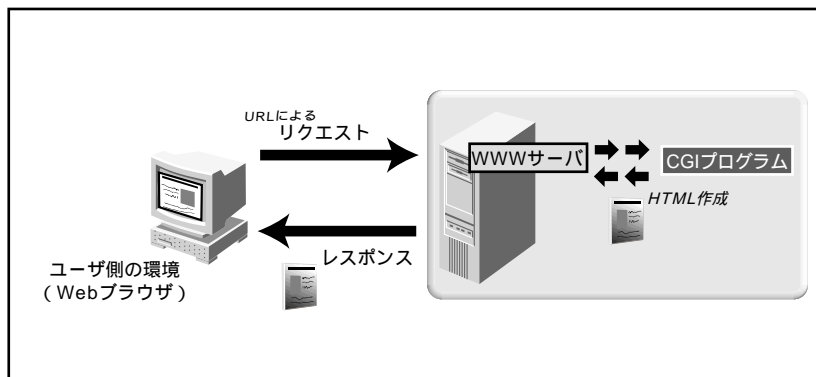 URLによる
リクエスト
WWWサーバ
CGIプログラム
HTML作成
レスポンス
ユーザ側の環境
(Webブラウザ)